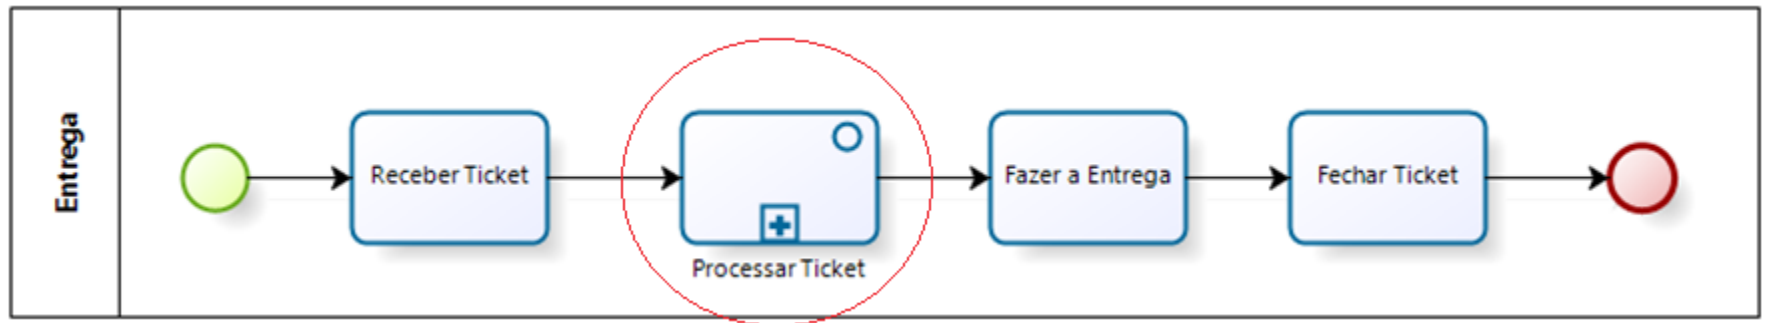 Entrega
Receber Ticket
Processar Ticket
Fazer a Entrega
Fechar Ticket